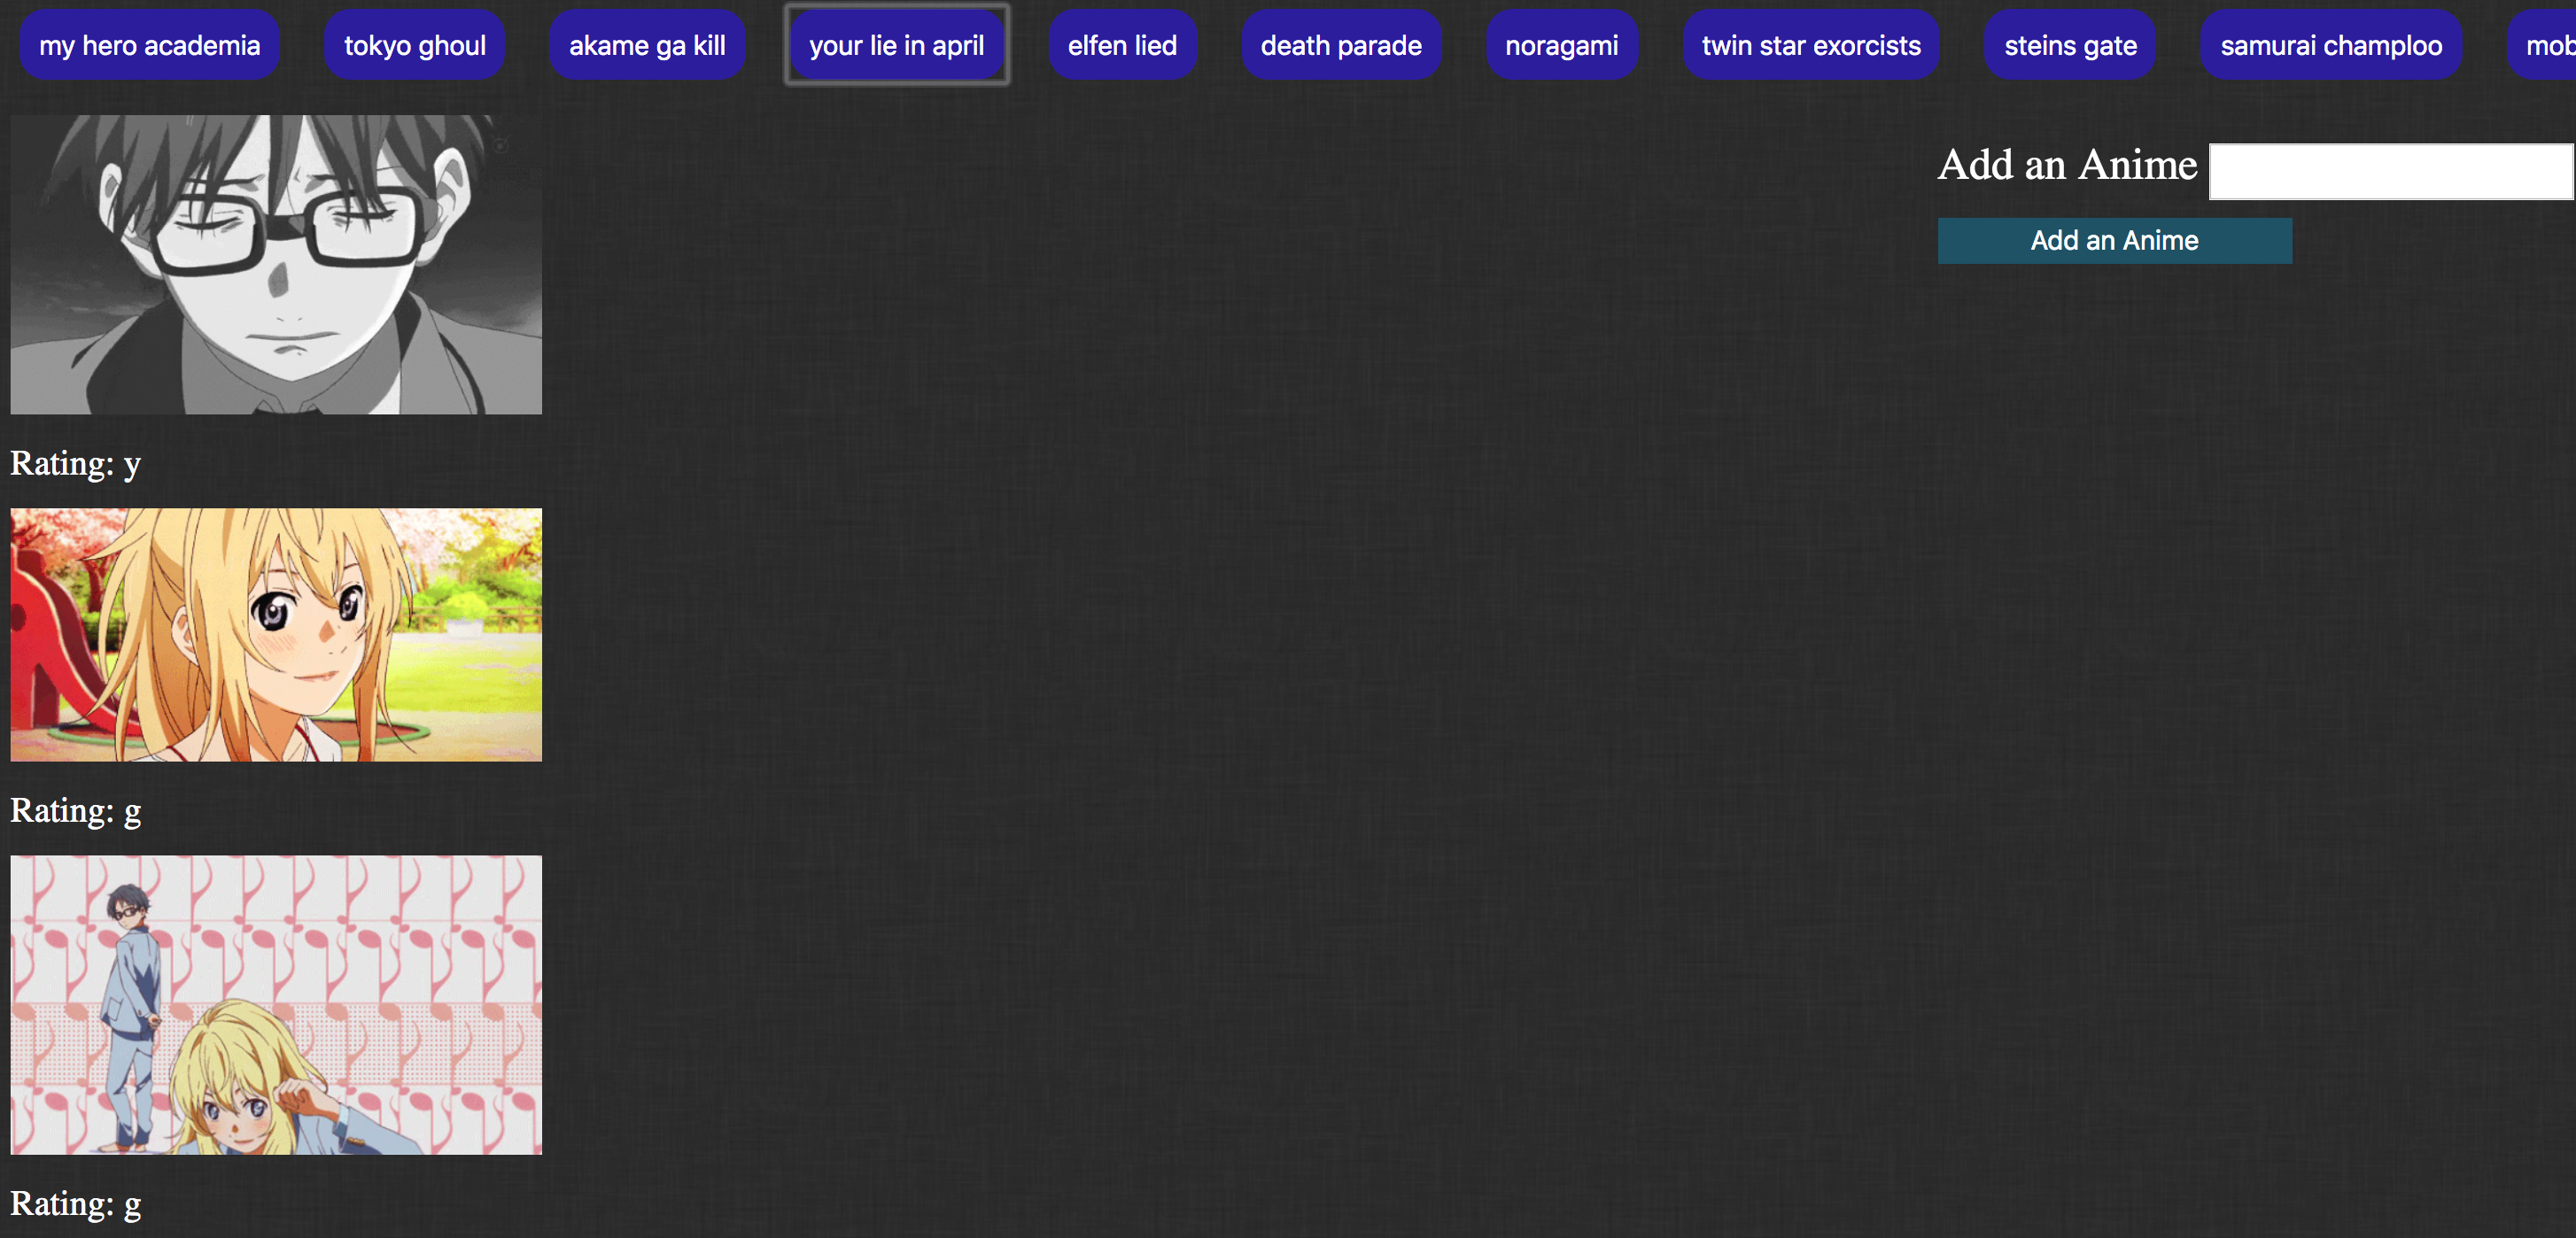 my hero academia tokyo ghoul akame ga kill your lie in april elfen lied death parade noragami twin star exorcists steins gate samurai champloo mob
Add an Anime
Add an Anime
Rating: y
Rating: g
Rating: g